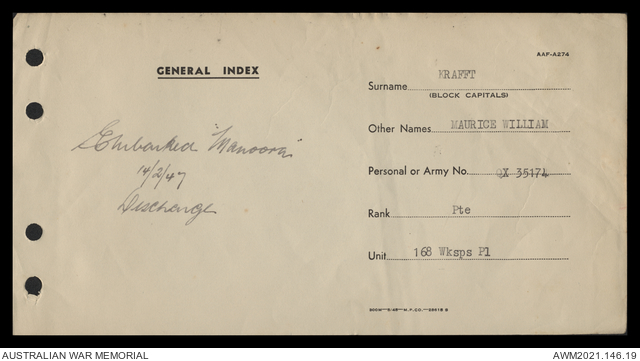 AAF-A274
GENERAL INDEX
Surname KRAFFT
(BLOCK CAPITALS)
Other Names MAURICE WILLIAM
Personal or Army No. QX 35174
Rank Pte
Unit 168 Wksps Pl
Embarked "Manoora"
14/2/47
Discharge
AUSTRALIAN WAR MEMORIAL
AWM2021.146.19